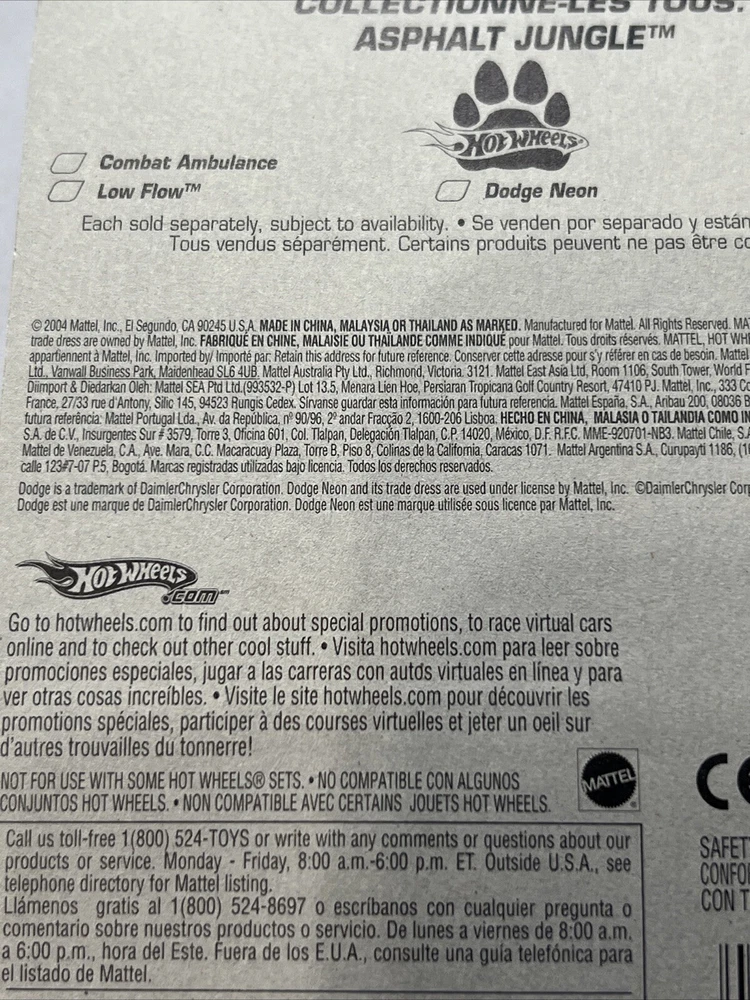 COLLECTIONNE-LES TOUS.
ASPHALT JUNGLE™
HOT WHEELS
Combat Ambulance
Low Flow™
Dodge Neon
Each sold separately, subject to availability. • Se venden por separado y están
Tous vendus séparément. Certains produits peuvent ne pas être
© 2004 Mattel, Inc., El Segundo, CA 90245 U.S.A. MADE IN CHINA, MALAYSIA OR THAILAND AS MARKED. Manufactured for Mattel. All Rights Reserved.
trade dress are owned by Mattel, Inc. FABRIQUÉ EN CHINE, MALAISIE OU THAÏLANDE COMME INDIQUÉ pour Mattel. Tous droits réservés. MATTEL, HOT
appartiennent à Mattel, Inc. Imported by/ Importé par: Retain this address for future reference. Conserver cette adresse pour s'y référer en cas de besoin. Mattel
Ltd., Vanwall Business Park, Maidenhead SL6 4UB. Mattel Australia Pty Ltd., Richmond, Victoria. 3121. Mattel East Asia Ltd, Room 1106, South Tower, World
Diimport & Diedarkan Oleh: Mattel SEA Ptd Ltd.(993532-P) Lot 13.5, Menara Lien Hoe, Persiaran Tropicana Golf Country Resort, 47410 PJ. Mattel, Inc., 333
France, 27/33 rue d'Antony, Silic 145, 94523 Rungis Cedex. Sírvanse guardar esta información para futura referencia. Mattel España, S.A., Aribau 200, 08036
futura referência: Mattel Portugal Lda., Av. da República, nº 90/96, 2º andar Fracção 2, 1600-206 Lisboa. HECHO EN CHINA, MALASIA O TAILANDIA COMO
S.A. de C.V., Insurgentes Sur # 3579, Torre 3, Oficina 601, Col. Tlalpan, Delegación Tlalpan, C.P. 14020, México, D.F. R.F.C. MME-920701-NB3. Mattel Chile,
Mattel de Venezuela, C.A., Ave. Mara, C.C. Macaracuay Plaza, Torre B, Piso 8, Colinas de la California, Caracas 1071. Mattel Argentina S.A., Curupaytí 1186,
calle 123#7-07 P.5, Bogotá. Marcas registradas utilizadas bajo licencia. Todos los derechos reservados.
Dodge is a trademark of DaimlerChrysler Corporation. Dodge Neon and its trade dress are used under license by Mattel, Inc. ©DaimlerChrysler
Dodge est une marque de DaimlerChrysler Corporation. Dodge Neon est une marque utilisée sous licence par Mattel, Inc.
HOT WHEELS
.COM™
Go to hotwheels.com to find out about special promotions, to race virtual cars
online and to check out other cool stuff. • Visita hotwheels.com para leer sobre
promociones especiales, jugar a las carreras con autos virtuales en línea y para
ver otras cosas increíbles. • Visite le site hotwheels.com pour découvrir les
promotions spéciales, participer à des courses virtuelles et jeter un oeil sur
d'autres trouvailles du tonnerre!
NOT FOR USE WITH SOME HOT WHEELS® SETS. • NO COMPATIBLE CON ALGUNOS
CONJUNTOS HOT WHEELS. • NON COMPATIBLE AVEC CERTAINS JOUETS HOT WHEELS.
MATTEL
CE
Call us toll-free 1(800) 524-TOYS or write with any comments or questions about our
products or service. Monday - Friday, 8:00 a.m.-6:00 p.m. ET. Outside U.S.A., see
telephone directory for Mattel listing.
Llámenos gratis al 1(800) 524-8697 o escríbanos con cualquier pregunta o
comentario sobre nuestros productos o servicio. De lunes a viernes de 8:00 a.m.
a 6:00 p.m., hora del Este. Fuera de los E.U.A., consulte una guía telefónica para
el listado de Mattel.
SAFET
CONFO
CON T